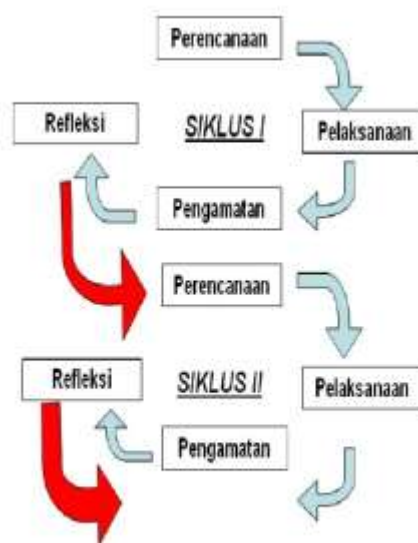 Perencanaan
Refleksi
SIKLUS I
Pelaksanaan
Pengamatan
Perencanaan
Refleksi
SIKLUS II
Pelaksanaan
Pengamatan